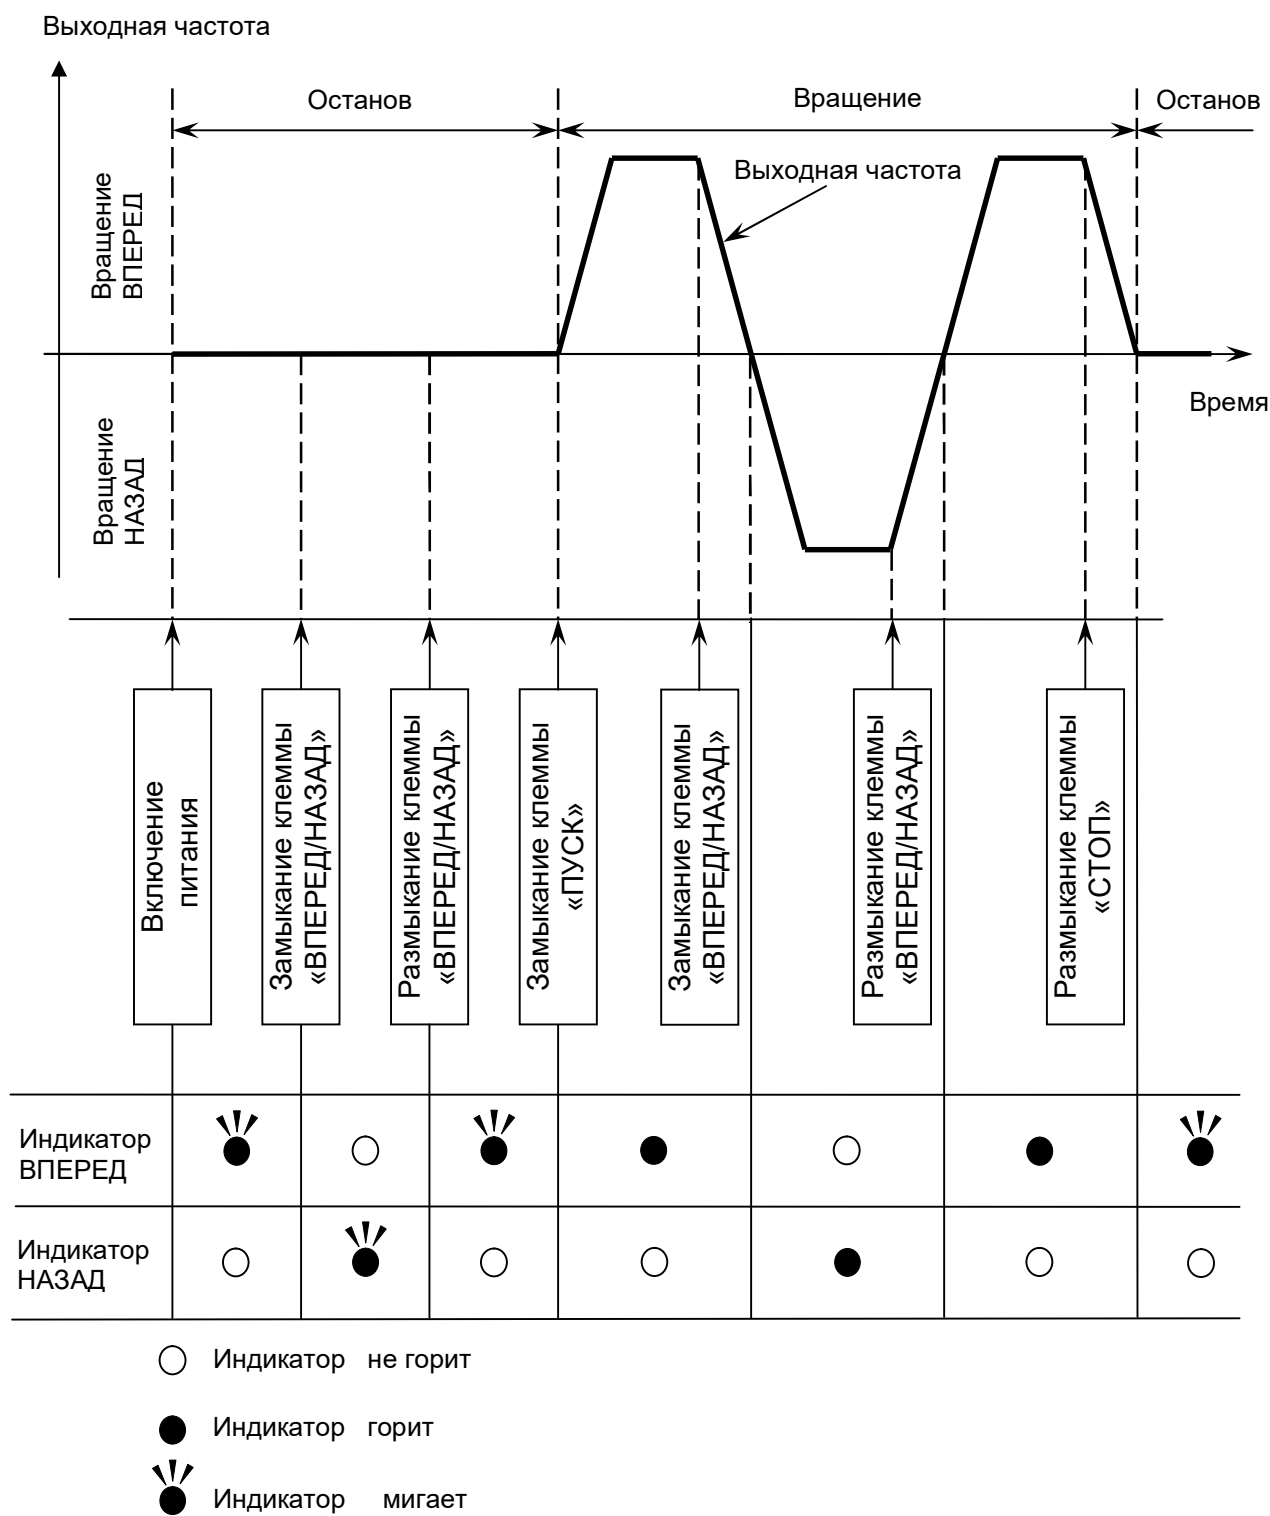 Выходная частота
Останов
Вращение
Останов
Выходная частота
Вращение
ВПЕРЕД
Время
Вращение
НАЗАД
Включение
питания
Замыкание клеммы
«ВПЕРЕД/НАЗАД»
Размыкание клеммы
«ВПЕРЕД/НАЗАД»
Замыкание клеммы
«ПУСК»
Замыкание клеммы
«ВПЕРЕД/НАЗАД»
Размыкание клеммы
«ВПЕРЕД/НАЗАД»
Размыкание клеммы
«СТОП»
Индикатор
ВПЕРЕД
Индикатор
НАЗАД
Индикатор не горит
Индикатор горит
Индикатор мигает